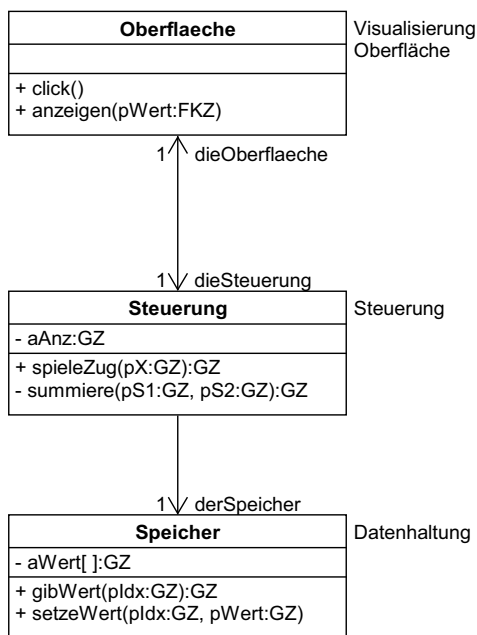 Oberflaeche
Visualisierung
Oberfläche
+ click()
+ anzeigen(pWert:FKZ)
1 dieOberflaeche
1 dieSteuerung
Steuerung
Steuerung
- aAnz:GZ
+ spieleZug(pX:GZ):GZ
- summiere(pS1:GZ, pS2:GZ):GZ
1 derSpeicher
Speicher
Datenhaltung
- aWert[ ]:GZ
+ gibWert(pIdx:GZ):GZ
+ setzeWert(pIdx:GZ, pWert:GZ)